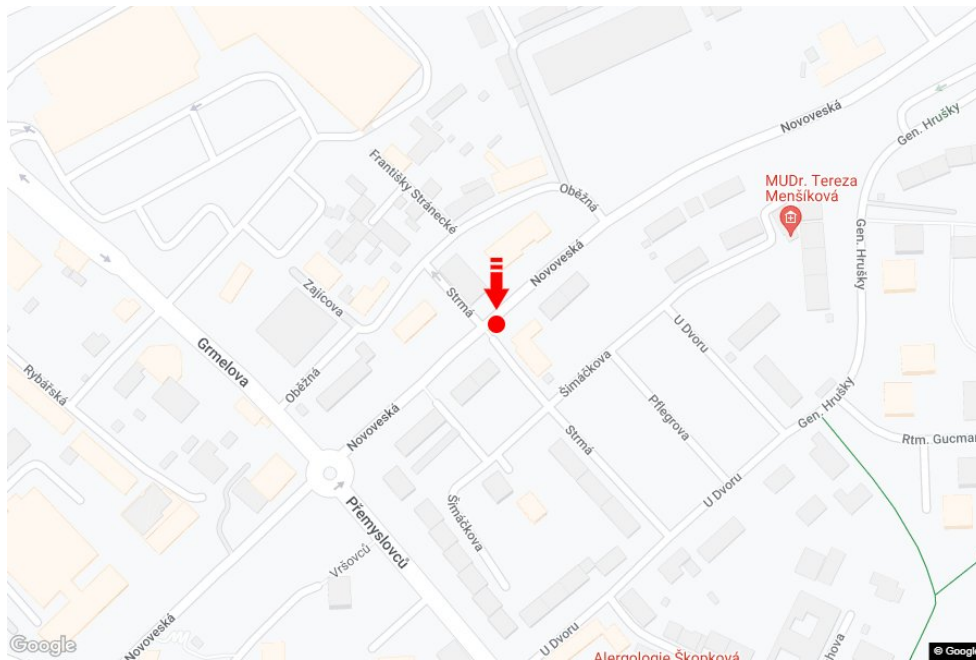 Novoveská
Gen. Hrušky
Františky Stránecké
MUDr. Tereza
Menšíková
Oběžná
Gen. Hrušky
Novoveská
Zajícova
Strmá
Grmelova
U Dvoru
Šimáčkova
Rybářská
Oběžná
Pflegrova
Gen. Hrušky
Novoveská
Strmá
Rtm. Gucman
U Dvoru
Přemyslovců
Šimáčkova
Vršovců
Novoveská
U Dvoru
hova
Google
Alergologie Škopková
© Google